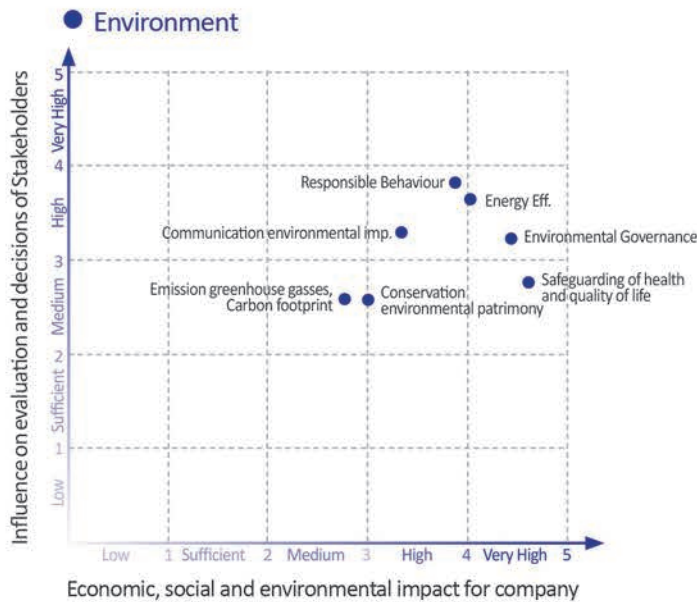 Environment
Influence on evaluation and decisions of Stakeholders
Very High
High
Medium
Sufficient
Low
5
4
3
2
1
Responsible Behaviour
Energy Eff.
Communication environmental imp.
Environmental Governance
Emission greenhouse gasses,
Carbon footprint
Conservation
environmental patrimony
Safeguarding of health
and quality of life
Low 1 Sufficient 2 Medium 3 High 4 Very High 5
Economic, social and environmental impact for company